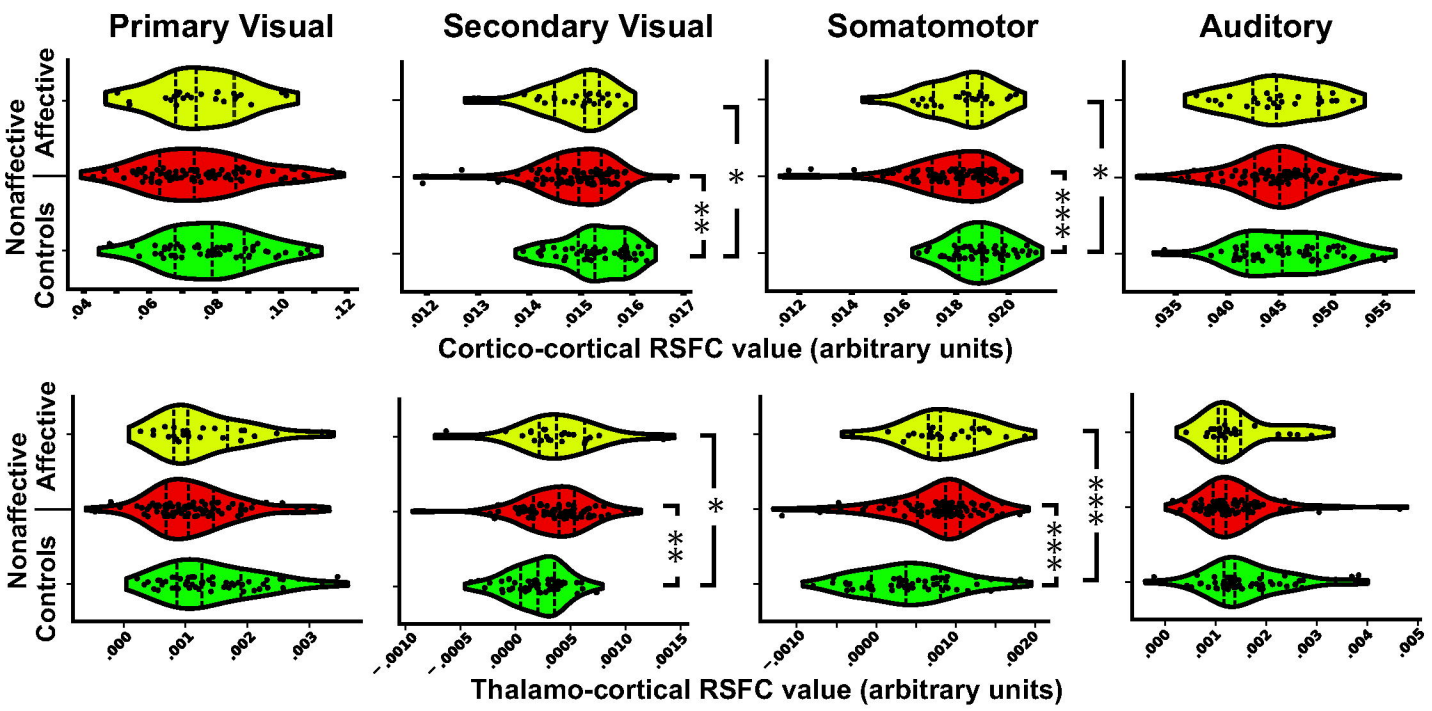 Primary Visual Secondary Visual Somatomotor Auditory
Affective
Nonaffective
Controls
* ** * ***
.04 .06 .08 .10 .12 .012 .013 .014 .015 .016 .017 .012 .014 .016 .018 .020 .035 .040 .045 .050 .055
Cortico-cortical RSFC value (arbitrary units)
Affective
Nonaffective
Controls
* ** *** ***
.000 .001 .002 .003 −.0010 −.0005 .0000 .0005 .0010 .0015 −.0010 .0000 .0010 .0020 .000 .001 .002 .003 .004 .005
Thalamo-cortical RSFC value (arbitrary units)